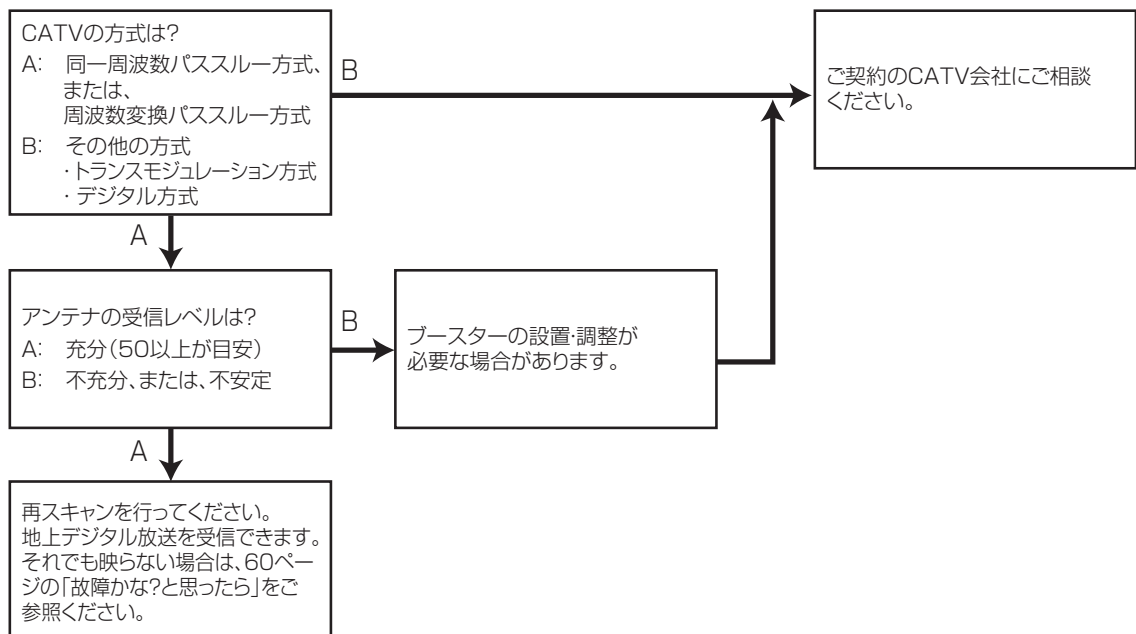 CATVの方式は?
A: 同一周波数パススルー方式、
または、
周波数変換パススルー方式
B: その他の方式
・トランスモジュレーション方式
・デジタル方式
B
ご契約のCATV会社にご相談
ください。
A
アンテナの受信レベルは?
A: 充分(50以上が目安)
B: 不充分、または、不安定
B
ブースターの設置・調整が
必要な場合があります。
A
再スキャンを行ってください。
地上デジタル放送を受信できます。
それでも映らない場合は、60ペー
ジの「故障かな?と思ったら」をご
参照ください。